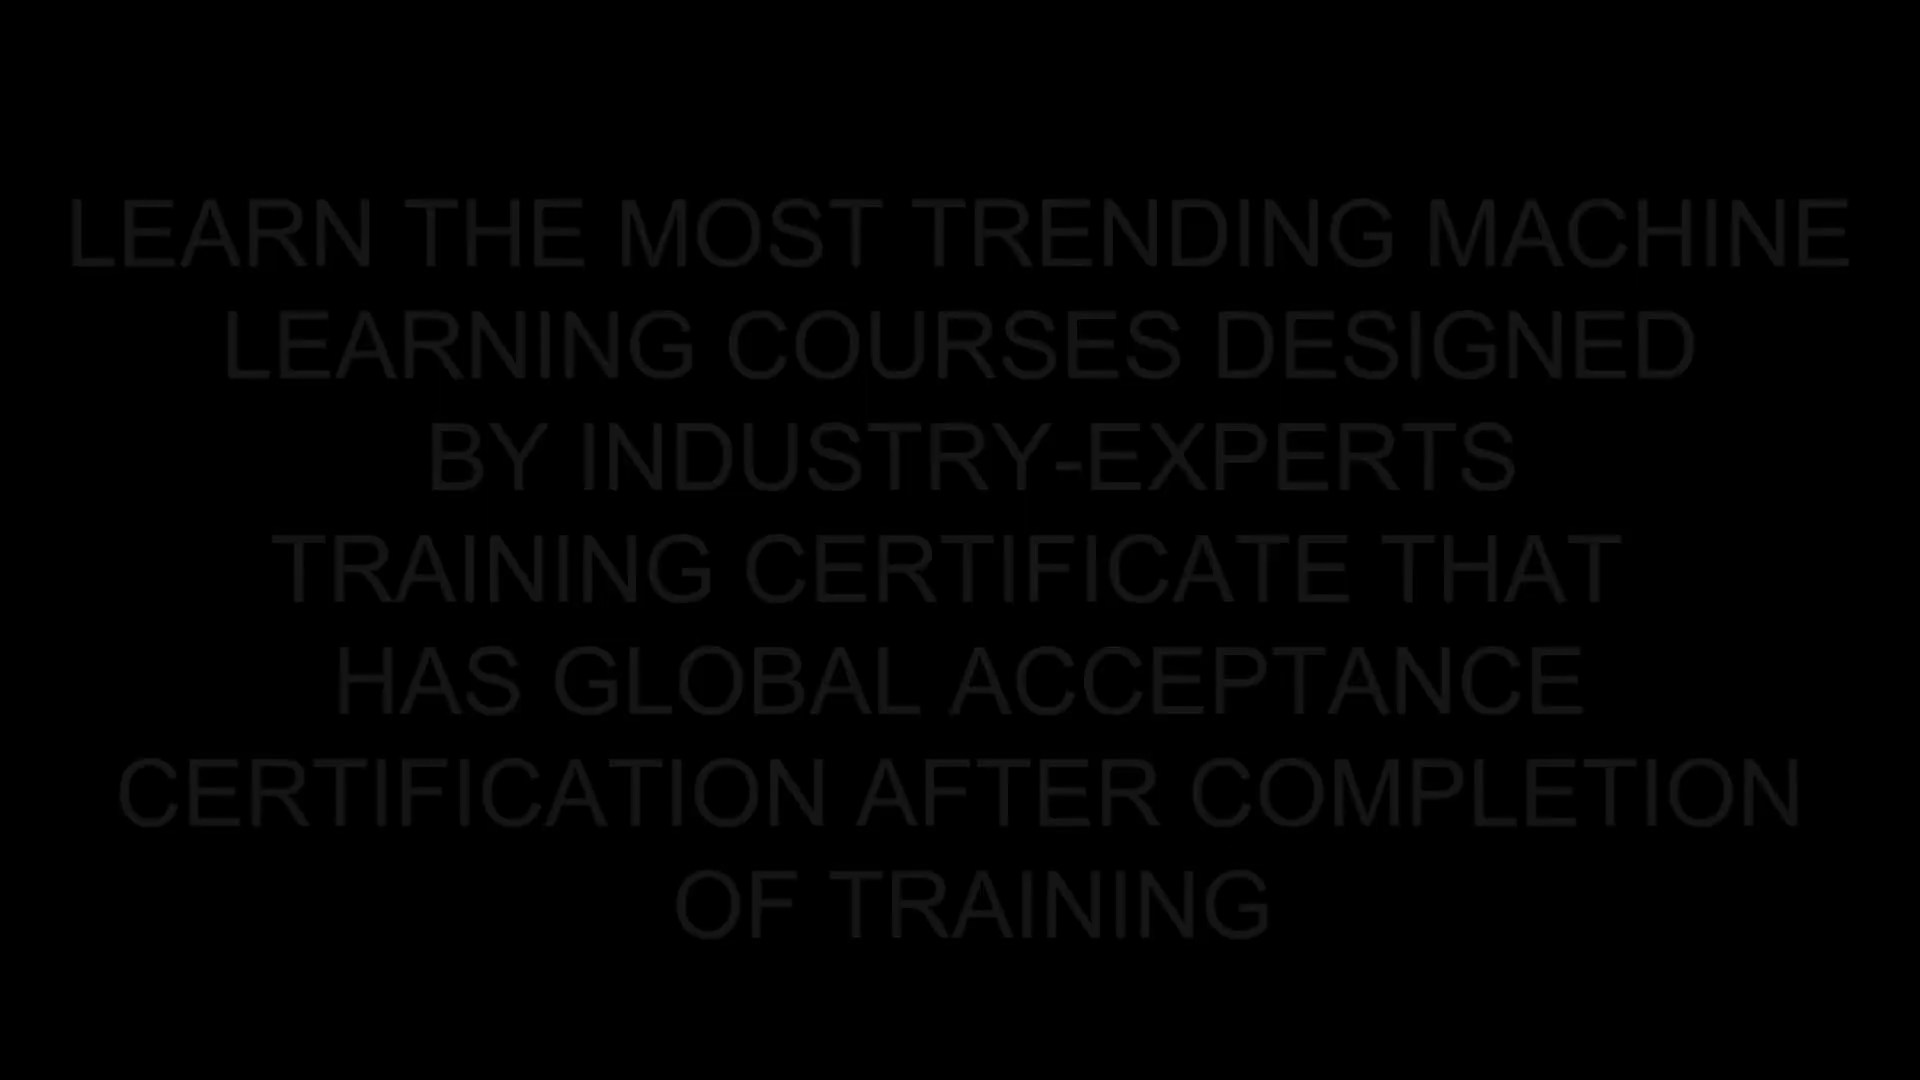 LEARN THE MOST TRENDING MACHINE
LEARNING COURSES DESIGNED
BY INDUSTRY-EXPERTS
TRAINING CERTIFICATE THAT
HAS GLOBAL ACCEPTANCE
CERTIFICATION AFTER COMPLETION
OF TRAINING